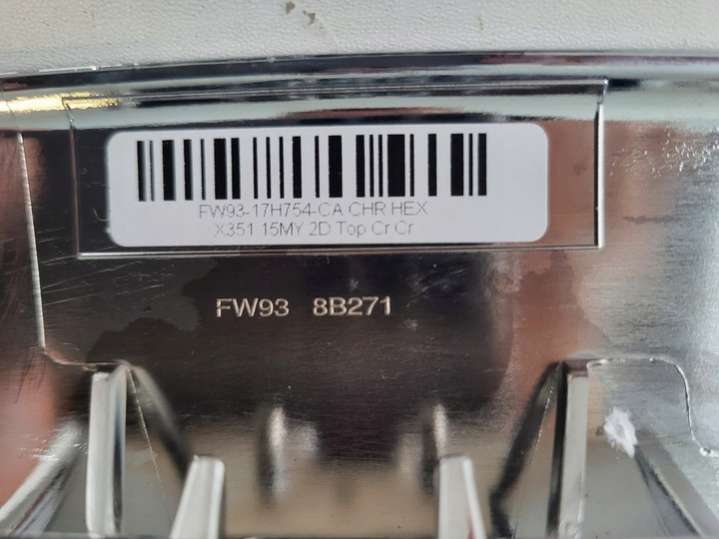 FW93-17H754-CA CHR HEX
X351 15MY 2D Top Cr Cr
FW93 8B271